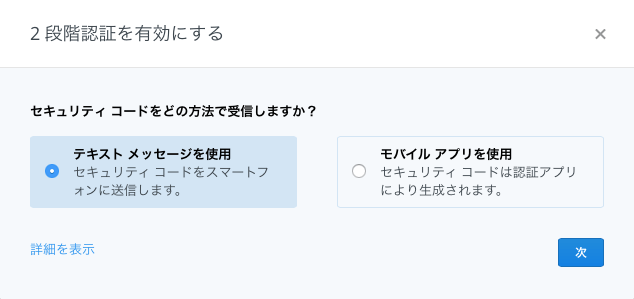 2 段階認証を有効にする
セキュリティ コードをどの方法で受信しますか？
テキスト メッセージを使用
セキュリティ コードをスマートフ
ォンに送信します。
モバイル アプリを使用
セキュリティ コードは認証アプリ
により生成されます。
詳細を表示
次